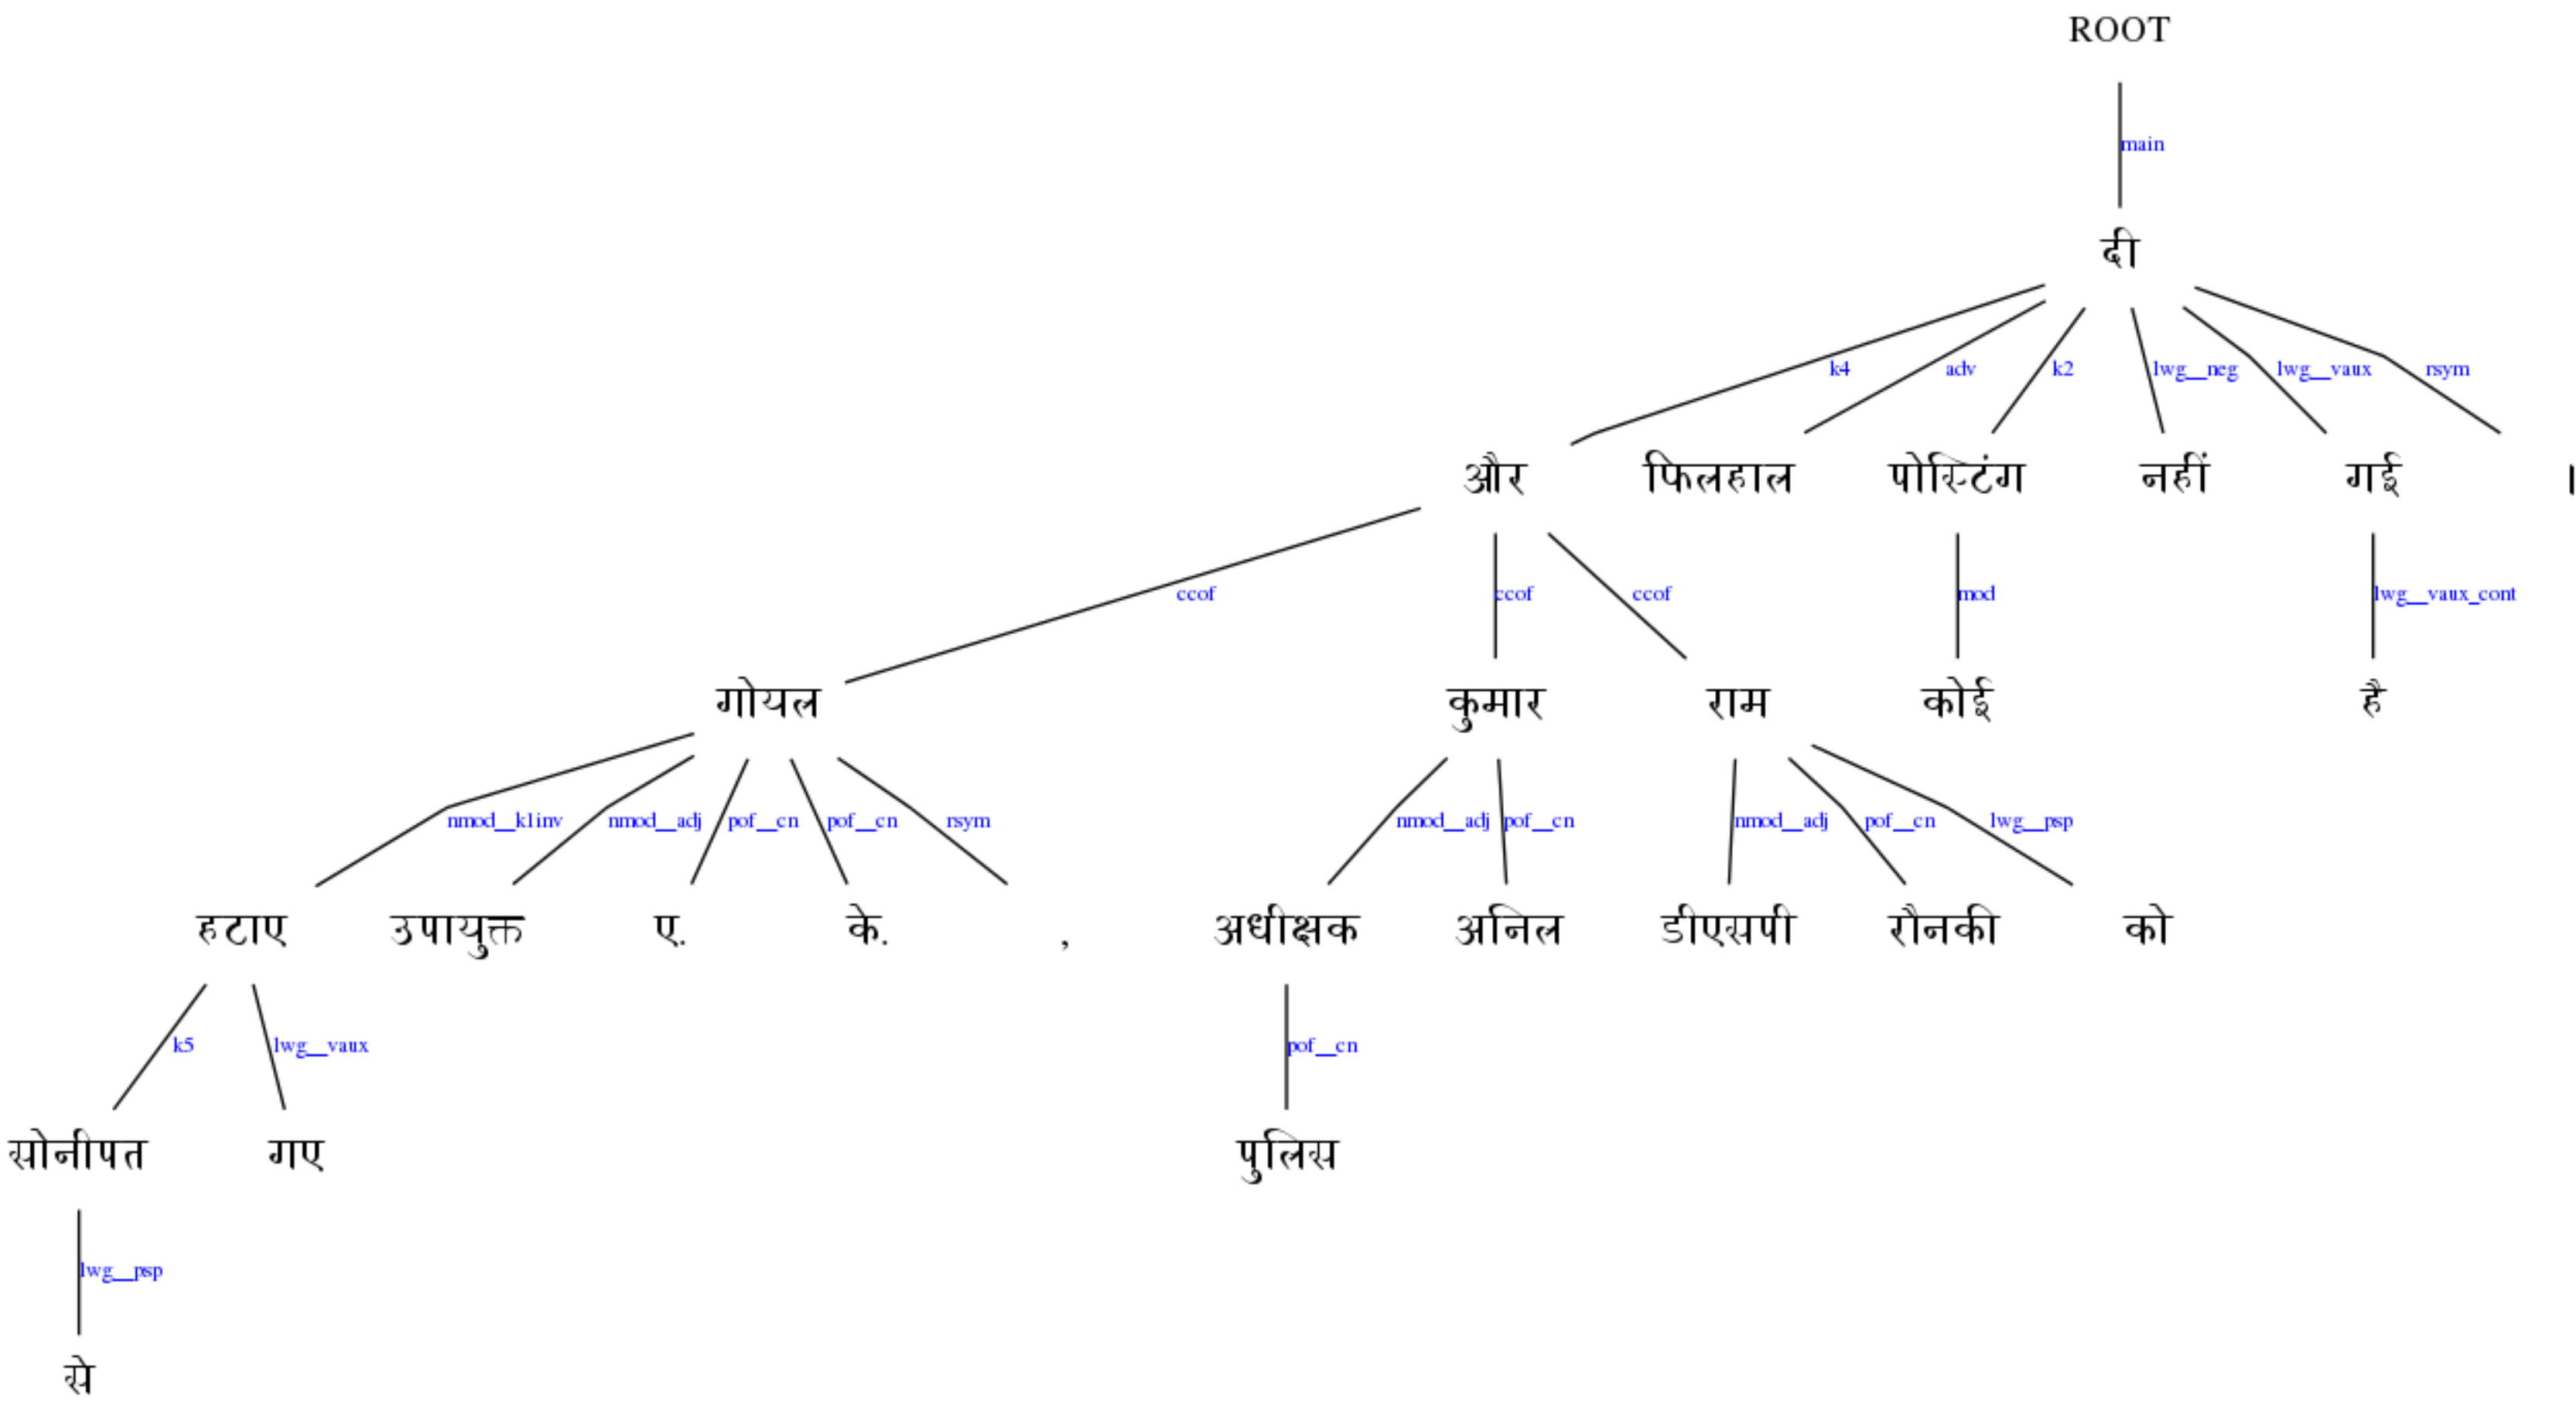 ROOT
main
दी
k4 adv k2 lwg__neg lwg__vaux rsym
और फिलहाल पोस्टिंग नहीं गई ।
ccof ccof ccof mod lwg__vaux_cont
गोयल कुमार राम कोई है
nmod__k1inv nmod__adj pof__cn pof__cn rsym nmod__adj pof__cn nmod__adj pof__cn lwg__psp
हटाए उपायुक्त ए. के. , अधीक्षक अनिल डीएसपी रौनकी को
k5 lwg__vaux pof__cn
सोनीपत गए पुलिस
lwg__psp
से